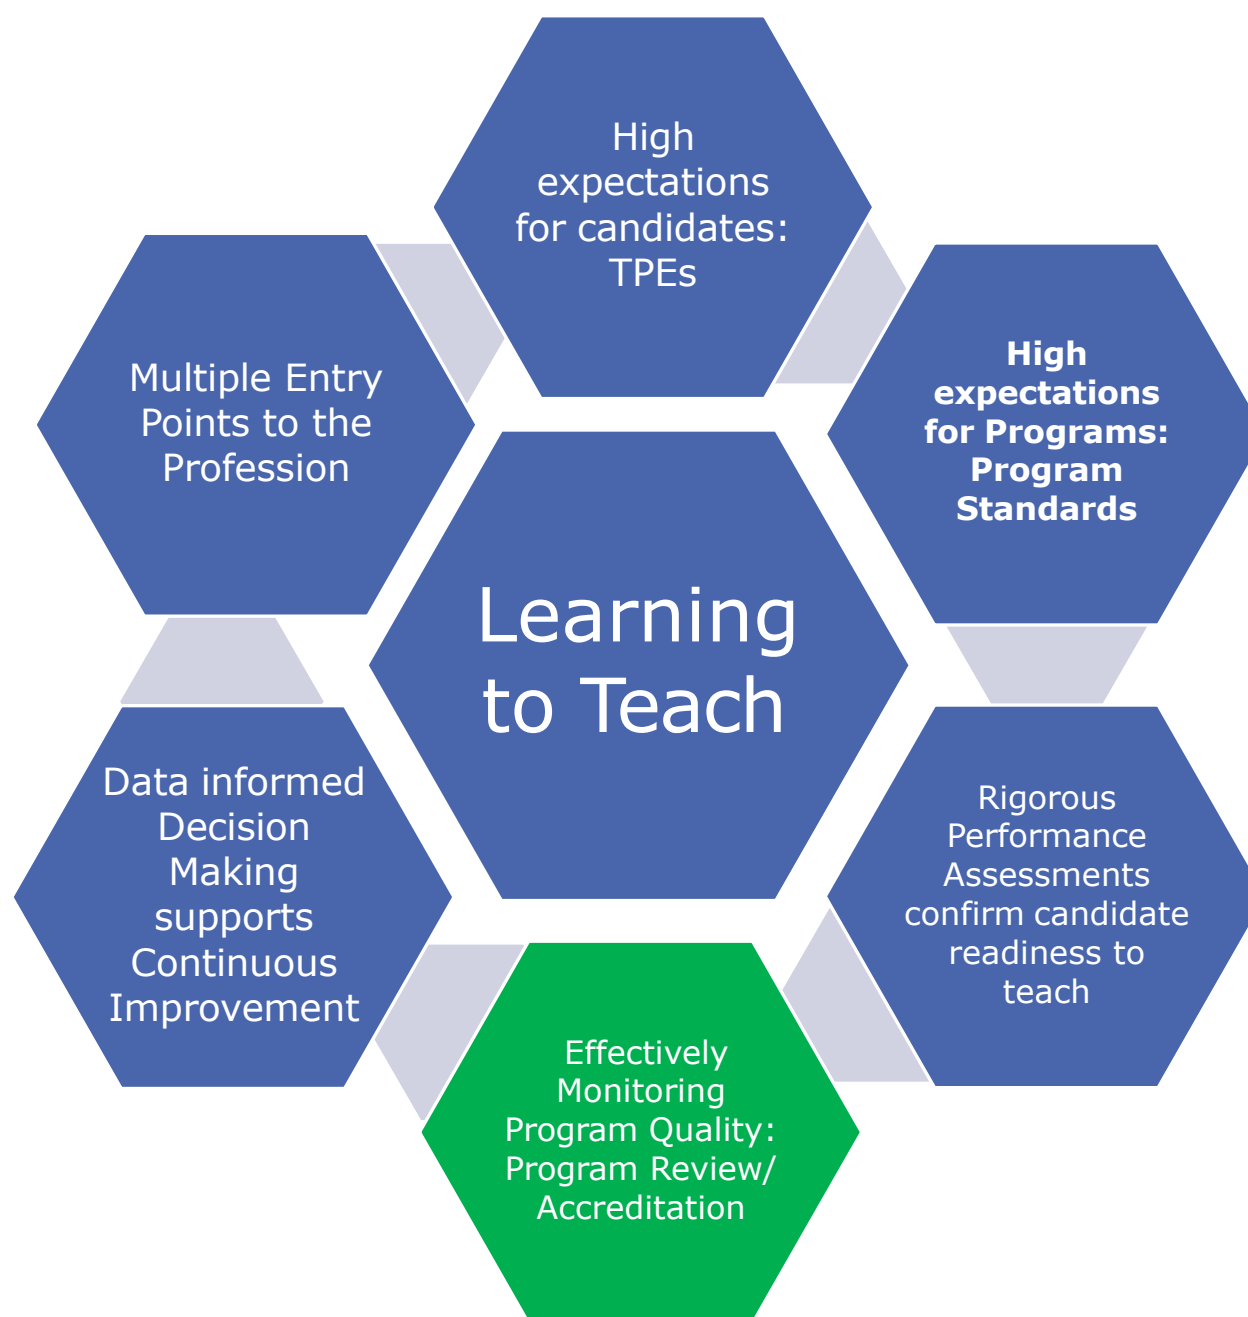 High
expectations
for candidates:
TPEs
High
expectations
for Programs:
Program
Standards
Rigorous
Performance
Assessments
confirm candidate
readiness to
teach
Effectively
Monitoring
Program Quality:
Program Review/
Accreditation
Data informed
Decision
Making
supports
Continuous
Improvement
Multiple Entry
Points to the
Profession
Learning
to Teach